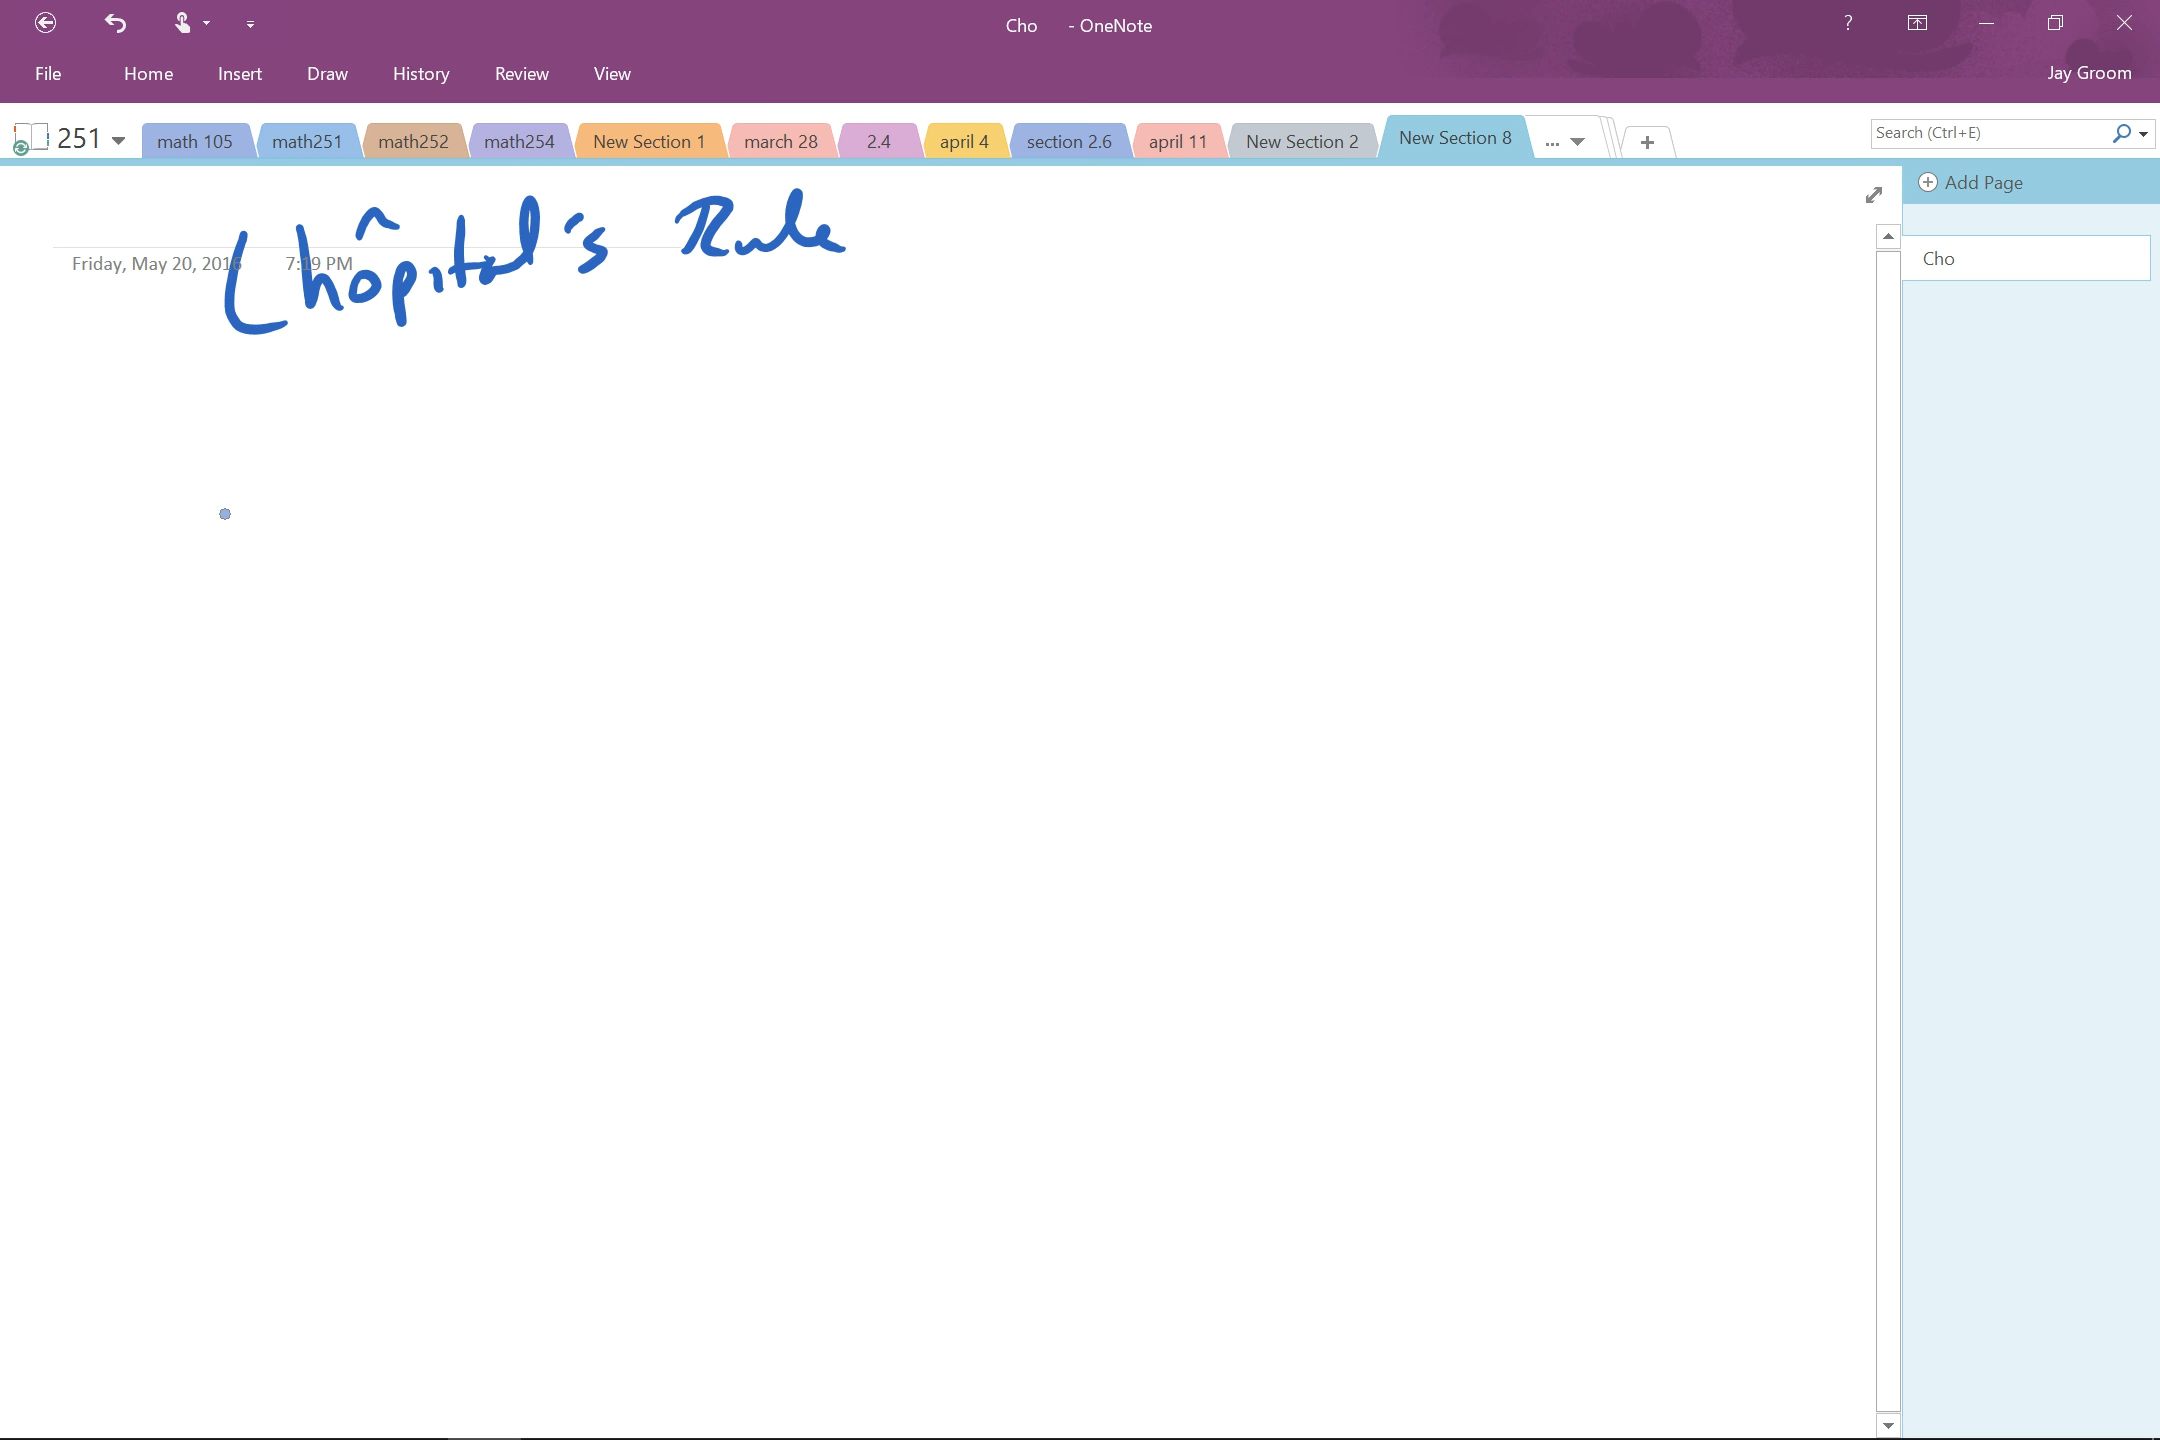 Cho - OneNote
?
File Home Insert Draw History Review View
Jay Groom
251 math 105 math251 math252 math254 New Section 1 march 28 2.4 april 4 section 2.6 april 11 New Section 2 New Section 8 ... +
Search (Ctrl+E)
Add Page
Cho
Lhôpital's Rule
Friday, May 20, 2016 7:19 PM